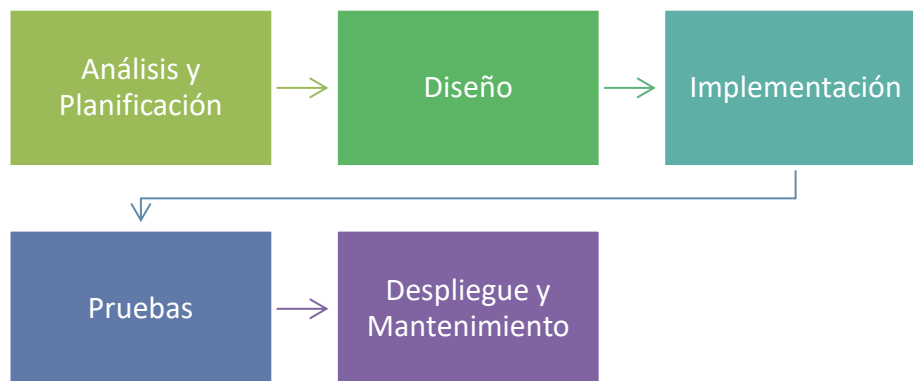 Análisis y
Planificación
Diseño
Implementación
Pruebas
Despliegue y
Mantenimiento